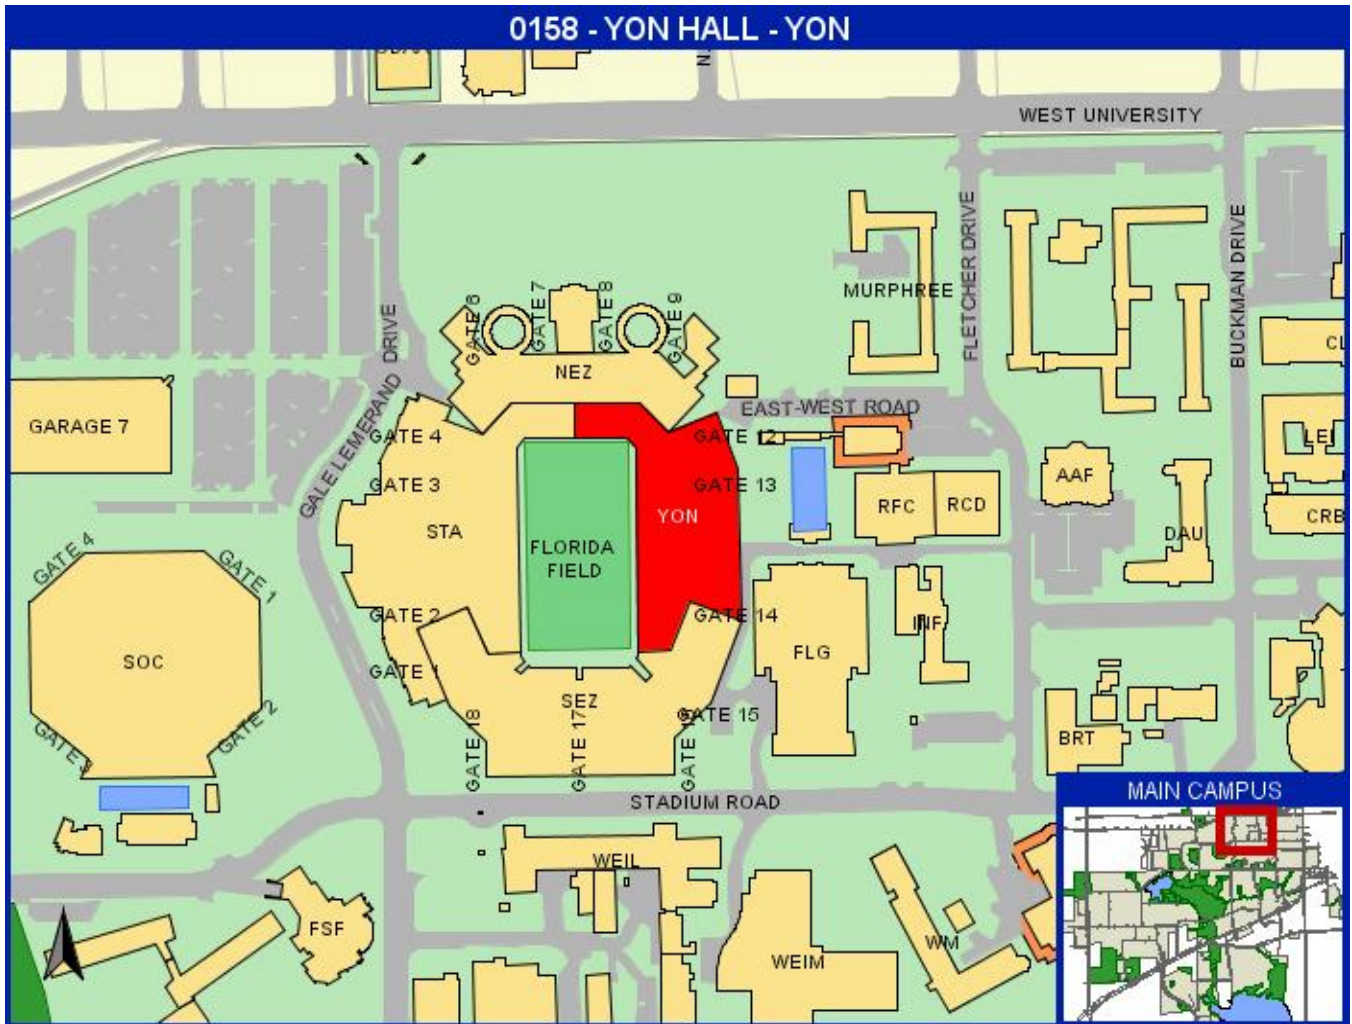 0158 - YON HALL - YON
WEST UNIVERSITY
FLETCHER DRIVE
BUCKMAN DRIVE
MURPHREE
GATE 6
GATE 7
GATE 8
GATE 9
GALE LEMERAND DRIVE
NEZ
EAST-WEST ROAD
GARAGE 7
GATE 4
GATE 12
GATE 3
GATE 13
AAF
RFC
RCD
YON
CRB
STA
DAU
FLORIDA
FIELD
GATE 4
GATE 1
GATE 2
GATE 14
INF
FLG
SOC
SEZ
GATE 15
GATE 2
GATE 18
GATE 17
BRT
STADIUM ROAD
MAIN CAMPUS
WEIL
FSF
WM
WEIM